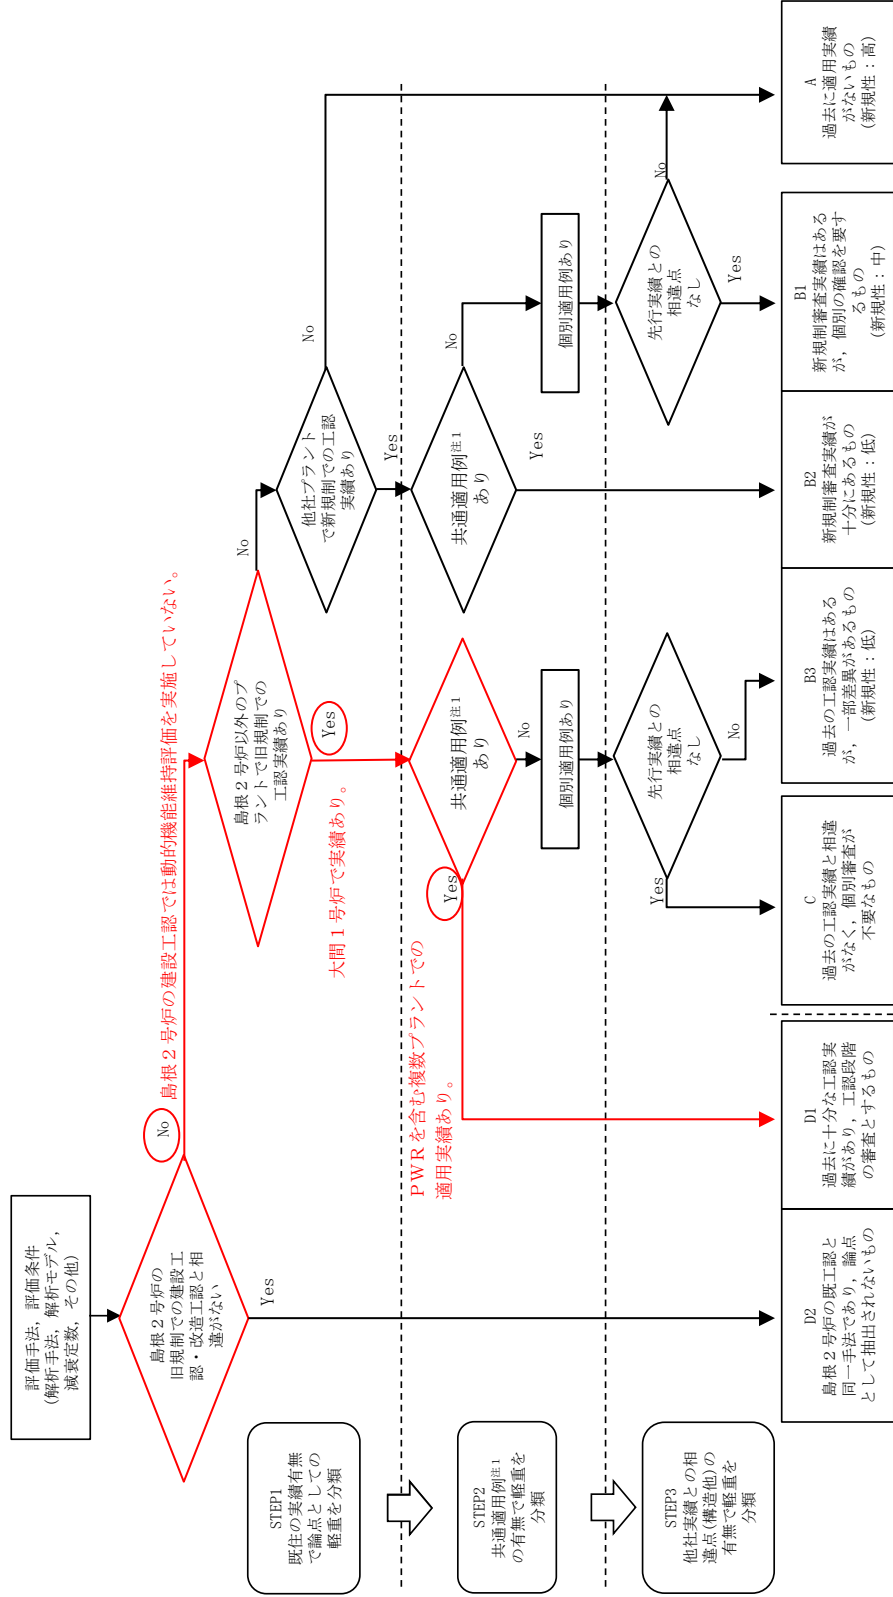 評価手法，評価条件
(解析手法，解析モデル，
減衰定数，その他)
島根２号炉の
旧規制での建設工
認・改造工認と相
違がない
No
島根２号炉の建設工認では動的機能維持評価を実施していない。
Yes
島根２号炉以外のプ
ラントで旧規制での
工認実績あり
No
Yes
大間１号炉で実績あり。
他社プラント
で新規制での工認
実績あり
No
Yes
共通適用例注１
あり
Yes
No
PWRを含む複数プラントでの
適用実績あり。
共通適用例注１
あり
No
Yes
個別適用例あり
個別適用例あり
先行実績との
相違点
なし
Yes
No
先行実績との
相違点
なし
No
Yes
STEP1
既往の実績有無
で論点としての
軽重を分類
STEP2
共通適用例注１
の有無で軽重を
分類
STEP3
他社実績との相
違点(構造他)の
有無で軽重を
分類
D2
島根２号炉の既工認と
同一手法であり，論点
として抽出されないもの
D1
過去に十分な工認実
績があり，工認段階
の審査とするもの
C
過去の工認実績と相違
がなく，個別審査が
不要なもの
B3
過去の工認実績はある
が，一部差異があるもの
(新規性：低)
B2
新規制審査実績が
十分にあるもの
(新規性：低)
B1
新規制審査実績はある
が，個別の確認を要す
るもの
(新規性：中)
A
過去に適用実績
がないもの
(新規性：高)